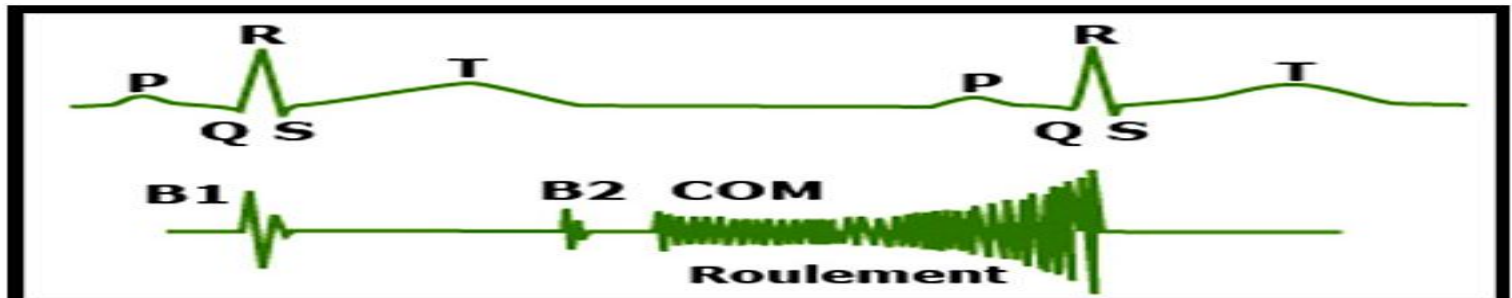 R R
P T P T
Q S Q S
B1 B2 COM
Roulement